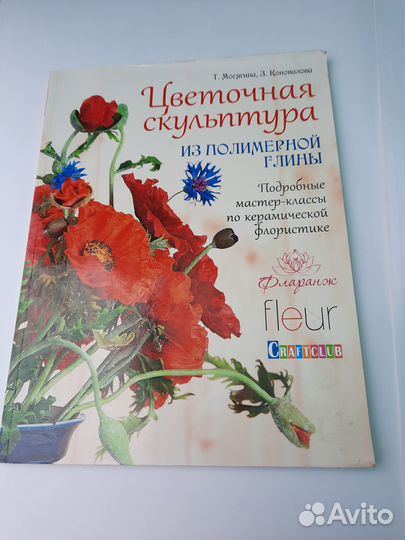 Т. Мосягина, З. Коновалова
Цветочная
скульптура
из полимерной
глины
Подробные
мастер-классы
по керамической
флористике
Фларанж
fleur
CRAFTCLUB
Avito